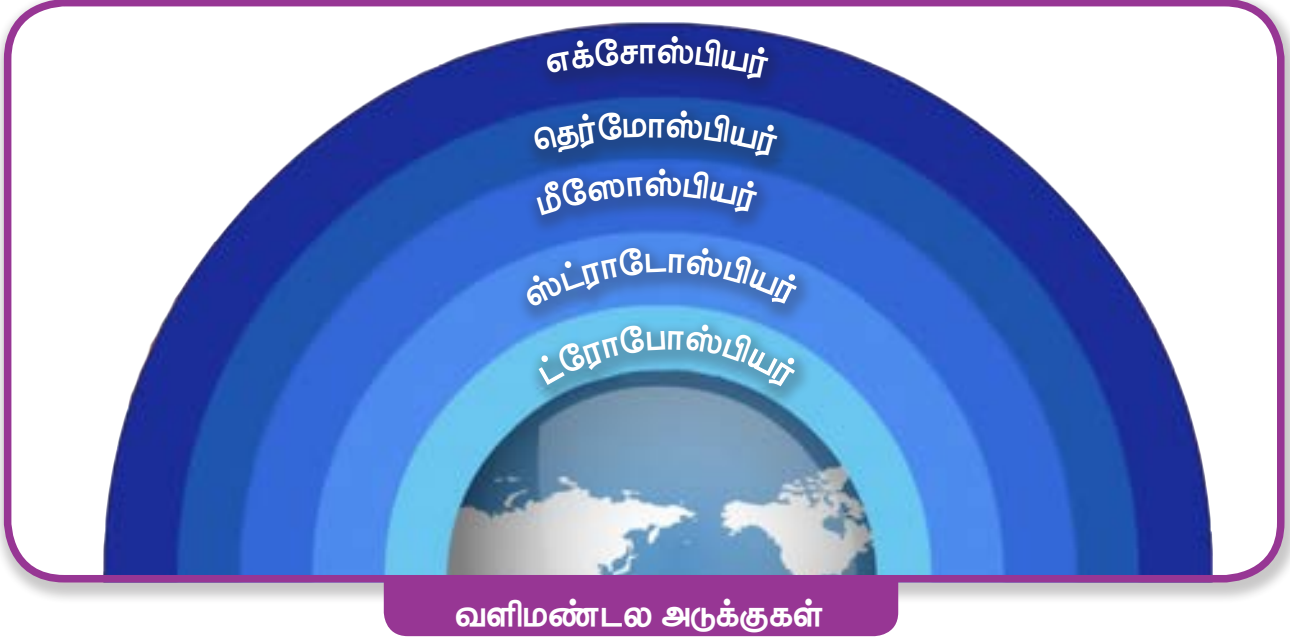 எக்சோஸ்பியர்
தெர்மோஸ்பியர்
மீஸோஸ்பியர்
ஸ்ட்ராடோஸ்பியர்
ட்ரோபோஸ்பியர்
வளிமண்டல அடுக்குகள்